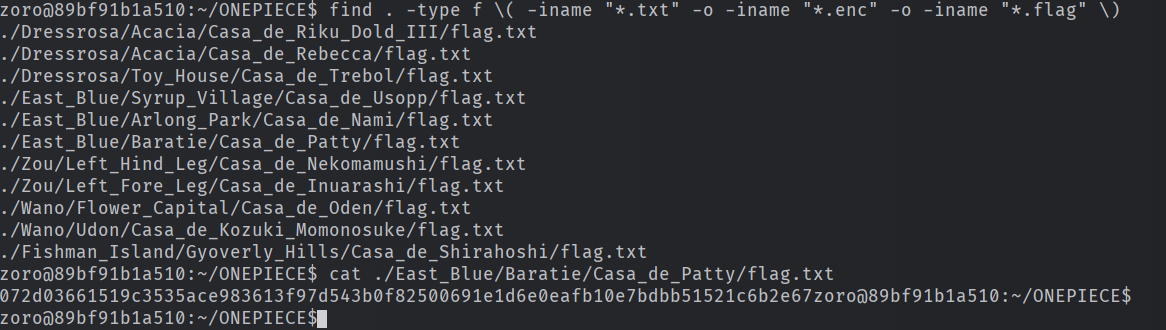 zoro@89bf91b1a510:~/ONEPIECE$ find . -type f \( -iname "*.txt" -o -iname "*.enc" -o -iname "*.flag" \)
./Dressrosa/Acacia/Casa_de_Riku_Dold_III/flag.txt
./Dressrosa/Acacia/Casa_de_Rebecca/flag.txt
./Dressrosa/Toy_House/Casa_de_Trebol/flag.txt
./East_Blue/Syrup_Village/Casa_de_Usopp/flag.txt
./East_Blue/Arlong_Park/Casa_de_Nami/flag.txt
./East_Blue/Baratie/Casa_de_Patty/flag.txt
./Zou/Left_Hind_Leg/Casa_de_Nekomamushi/flag.txt
./Zou/Left_Fore_Leg/Casa_de_Inuarashi/flag.txt
./Wano/Flower_Capital/Casa_de_Oden/flag.txt
./Wano/Udon/Casa_de_Kozuki_Momonosuke/flag.txt
./Fishman_Island/Gyoverly_Hills/Casa_de_Shirahoshi/flag.txt
zoro@89bf91b1a510:~/ONEPIECE$ cat ./East_Blue/Baratie/Casa_de_Patty/flag.txt
072d03661519c3535ace983613f97d543b0f82500691e1d6e0eafb10e7bdbb51521c6b2e67zoro@89bf91b1a510:~/ONEPIECE$
zoro@89bf91b1a510:~/ONEPIECE$